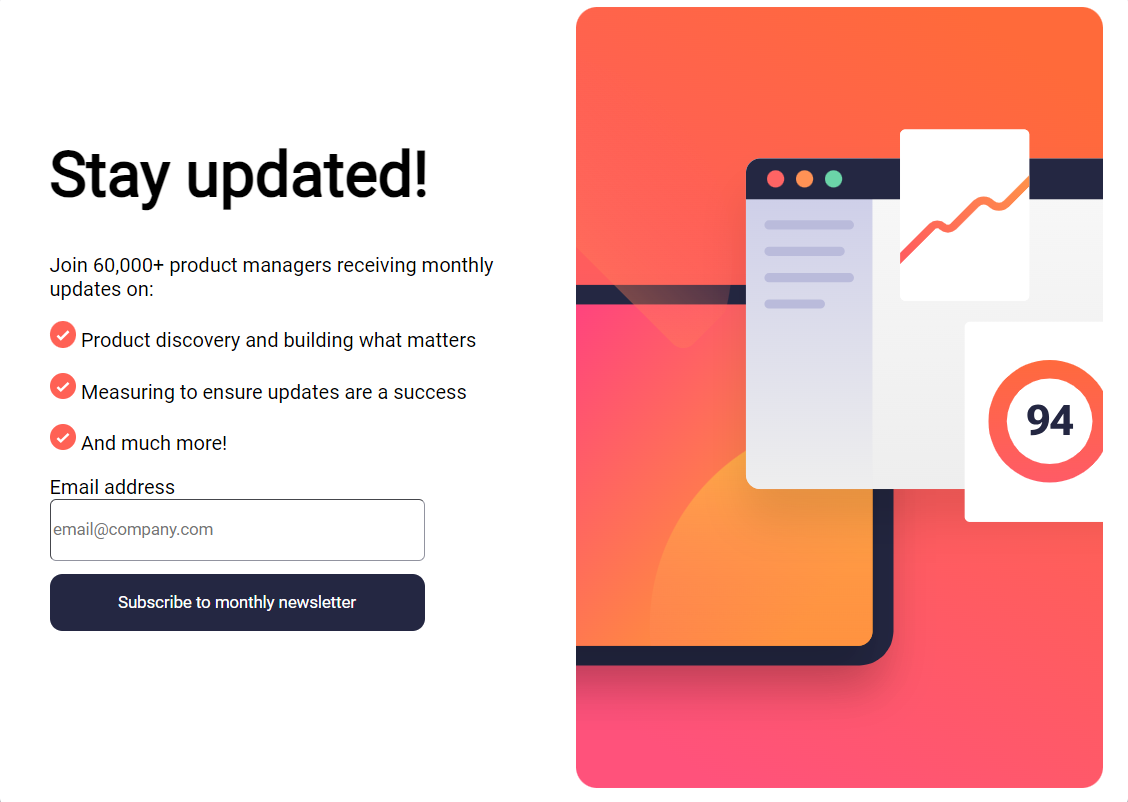 Stay updated!
Join 60,000+ product managers receiving monthly
updates on:
Product discovery and building what matters
Measuring to ensure updates are a success
And much more!
Email address
email@company.com
Subscribe to monthly newsletter
94